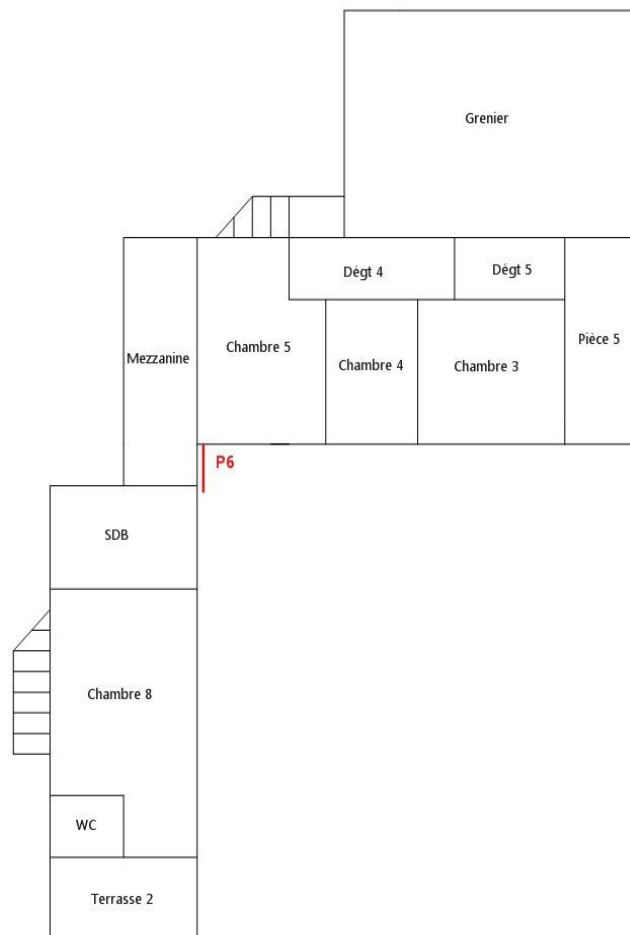 Grenier
Dégt 4
Dégt 5
Chambre 5
Mezzanine
Chambre 4
Chambre 3
Pièce 5
P6
SDB
Chambre 8
WC
Terrasse 2